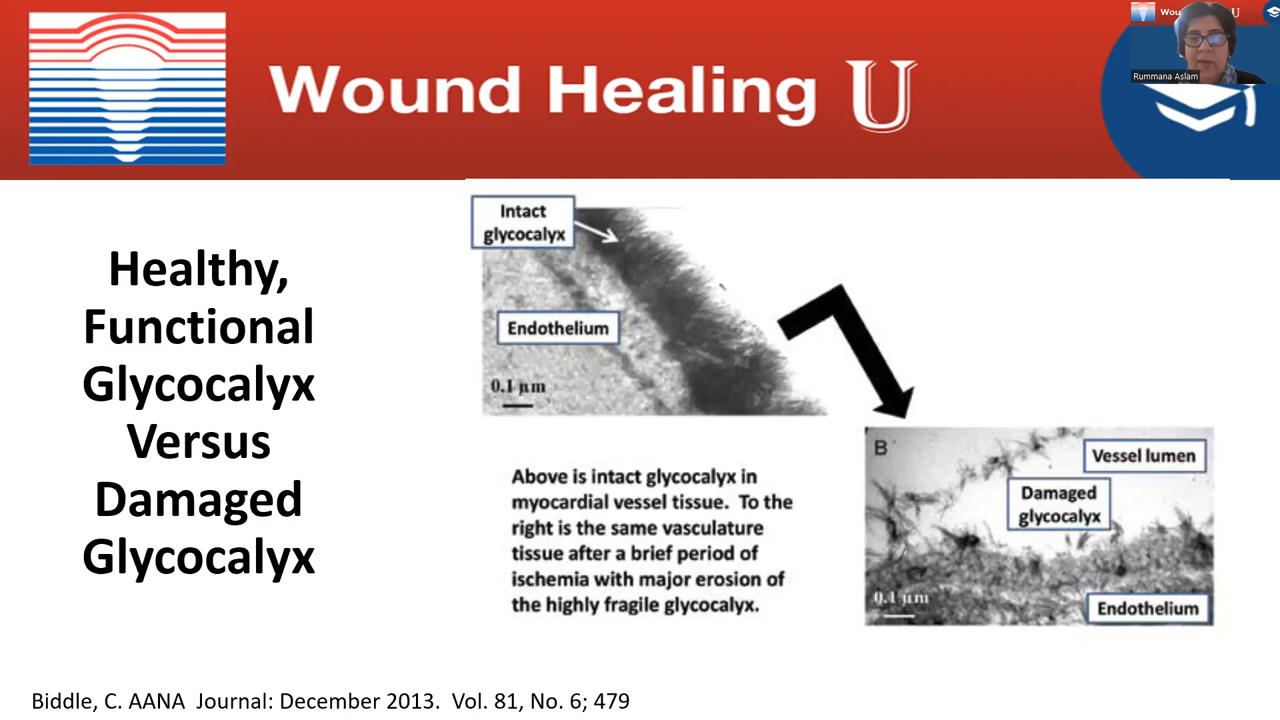 Wound Healing U
Rummana Aslam
Healthy,
Functional
Glycocalyx
Versus
Damaged
Glycocalyx
Intact
glycocalyx
Endothelium
0.1 µm
Above is intact glycocalyx in
myocardial vessel tissue. To the
right is the same vasculature
tissue after a brief period of
ischemia with major erosion of
the highly fragile glycocalyx.
B
Vessel lumen
Damaged
glycocalyx
0.1 µm
Endothelium
Biddle, C. AANA Journal: December 2013. Vol. 81, No. 6; 479